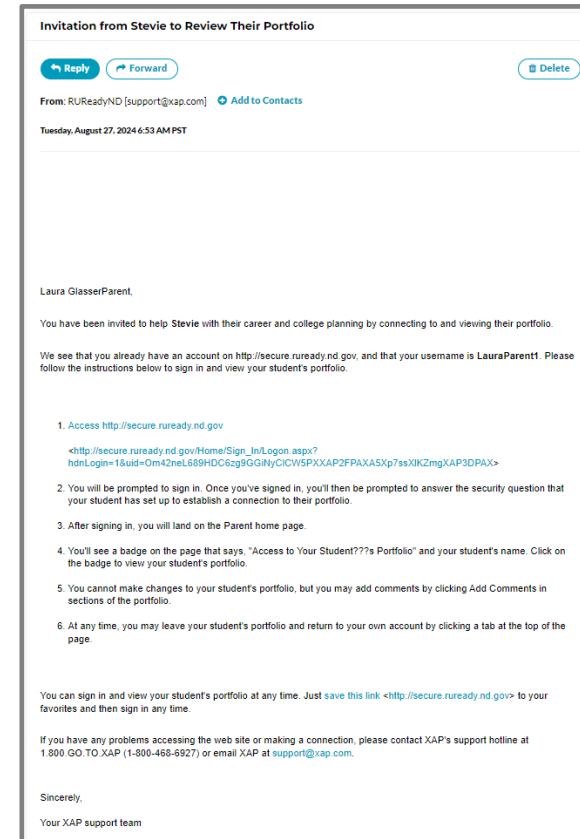 Invitation from Stevie to Review Their Portfolio
Reply Forward Delete
From: RUReadyND [support@xap.com] Add to Contacts
Tuesday, August 27, 2024 6:53 AM PST
Laura GlasserParent,
You have been invited to help Stevie with their career and college planning by connecting to and viewing their portfolio.
We see that you already have an account on http://secure.ruready.nd.gov, and that your username is LauraParent1. Please
follow the instructions below to sign in and view your student's portfolio.
1. Access http://secure.ruready.nd.gov
<http://secure.ruready.nd.gov/Home/Sign_In/Logon.aspx?
hdnLogin=1&uid=Om42neL689HDC6zg9GGiNyCICW5PXXAP2FPAXA5Xp7ssXIKZmgXAP3DPAX>
2. You will be prompted to sign in. Once you've signed in, you'll then be prompted to answer the security question that
your student has set up to establish a connection to their portfolio.
3. After signing in, you will land on the Parent home page.
4. You'll see a badge on the page that says, "Access to Your Student???s Portfolio" and your student's name. Click on
the badge to view your student's portfolio.
5. You cannot make changes to your student's portfolio, but you may add comments by clicking Add Comments in
sections of the portfolio.
6. At any time, you may leave your student's portfolio and return to your own account by clicking a tab at the top of the
page.
You can sign in and view your student's portfolio at any time. Just save this link <http://secure.ruready.nd.gov> to your
favorites and then sign in any time.
If you have any problems accessing the web site or making a connection, please contact XAP's support hotline at
1.800.GO.TO.XAP (1-800-468-6927) or email XAP at support@xap.com.
Sincerely,
Your XAP support team